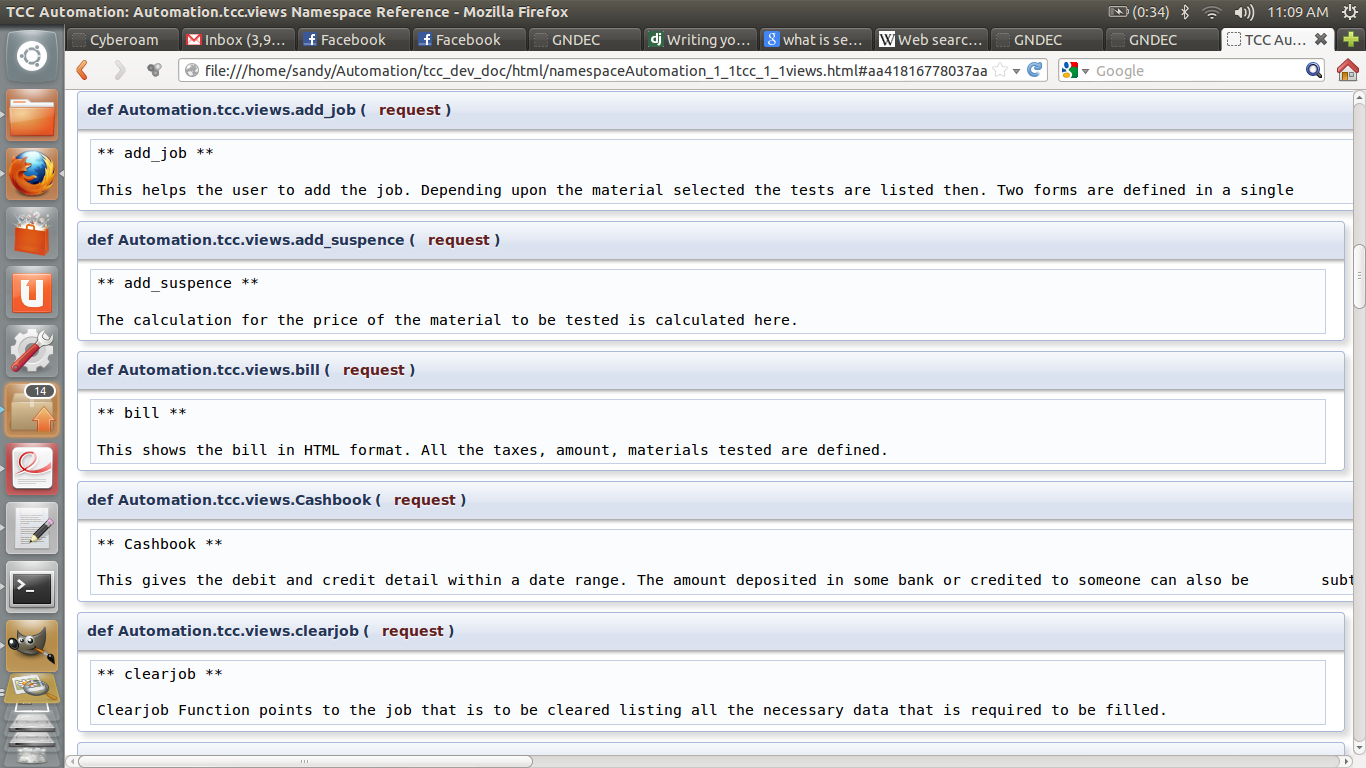 TCC Automation: Automation.tcc.views Namespace Reference - Mozilla Firefox
(0:34) 11:09 AM
Cyberoam Inbox (3,9... Facebook Facebook GNDEC Writing yo... what is se... Web searc... GNDEC GNDEC TCC Au...
file:///home/sandy/Automation/tcc_dev_doc/html/namespaceAutomation_1_1tcc_1_1views.html#aa41816778037aa Google
def Automation.tcc.views.add_job ( request )
** add_job **
This helps the user to add the job. Depending upon the material selected the tests are listed then. Two forms are defined in a single
def Automation.tcc.views.add_suspence ( request )
** add_suspence **
The calculation for the price of the material to be tested is calculated here.
def Automation.tcc.views.bill ( request )
** bill **
This shows the bill in HTML format. All the taxes, amount, materials tested are defined.
def Automation.tcc.views.Cashbook ( request )
** Cashbook **
This gives the debit and credit detail within a date range. The amount deposited in some bank or credited to someone can also be subt
def Automation.tcc.views.clearjob ( request )
** clearjob **
Clearjob Function points to the job that is to be cleared listing all the necessary data that is required to be filled.
14